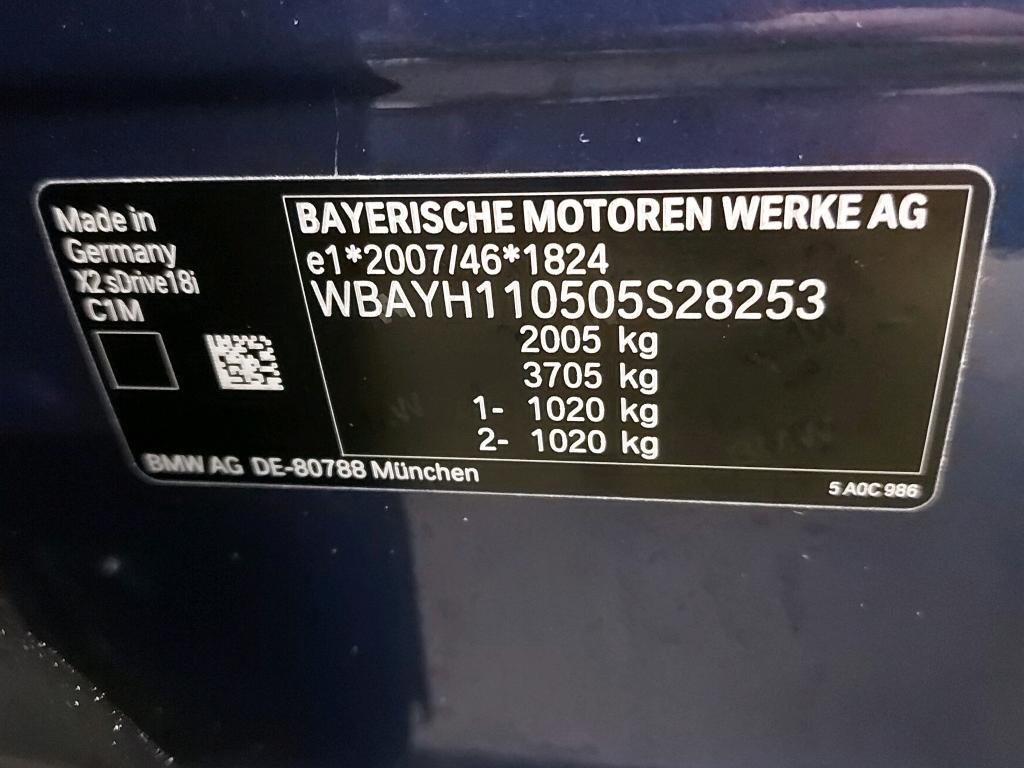 Made in
Germany
X2 sDrive18i
C1M
BAYERISCHE MOTOREN WERKE AG
e1*2007/46*1824
WBAYH110505S28253
2005 kg
3705 kg
1- 1020 kg
2- 1020 kg
BMW AG DE-80788 München
5 A0C 986